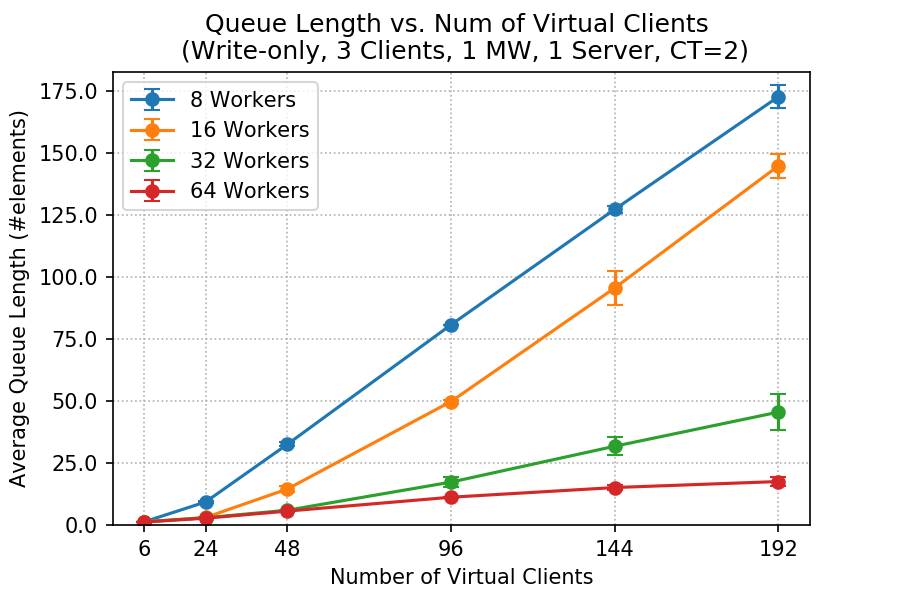 Queue Length vs. Num of Virtual Clients
(Write-only, 3 Clients, 1 MW, 1 Server, CT=2)
8 Workers
16 Workers
32 Workers
64 Workers
Average Queue Length (#elements)
175.0
150.0
125.0
100.0
75.0
50.0
25.0
0.0
6 24 48 96 144 192
Number of Virtual Clients